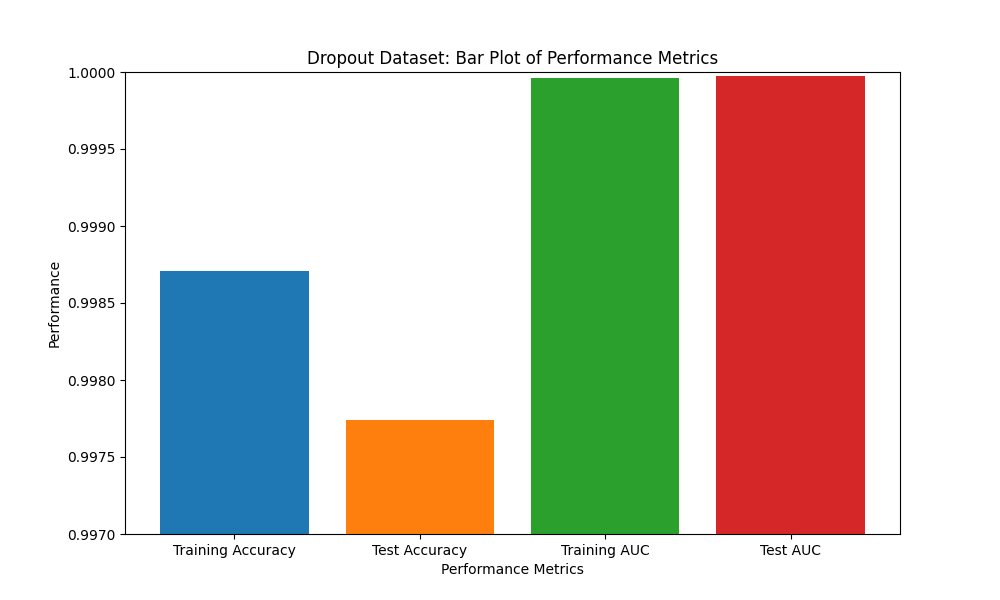 Dropout Dataset: Bar Plot of Performance Metrics
1.0000
0.9995
0.9990
0.9985
0.9980
0.9975
0.9970
Performance
Training Accuracy
Test Accuracy
Training AUC
Test AUC
Performance Metrics